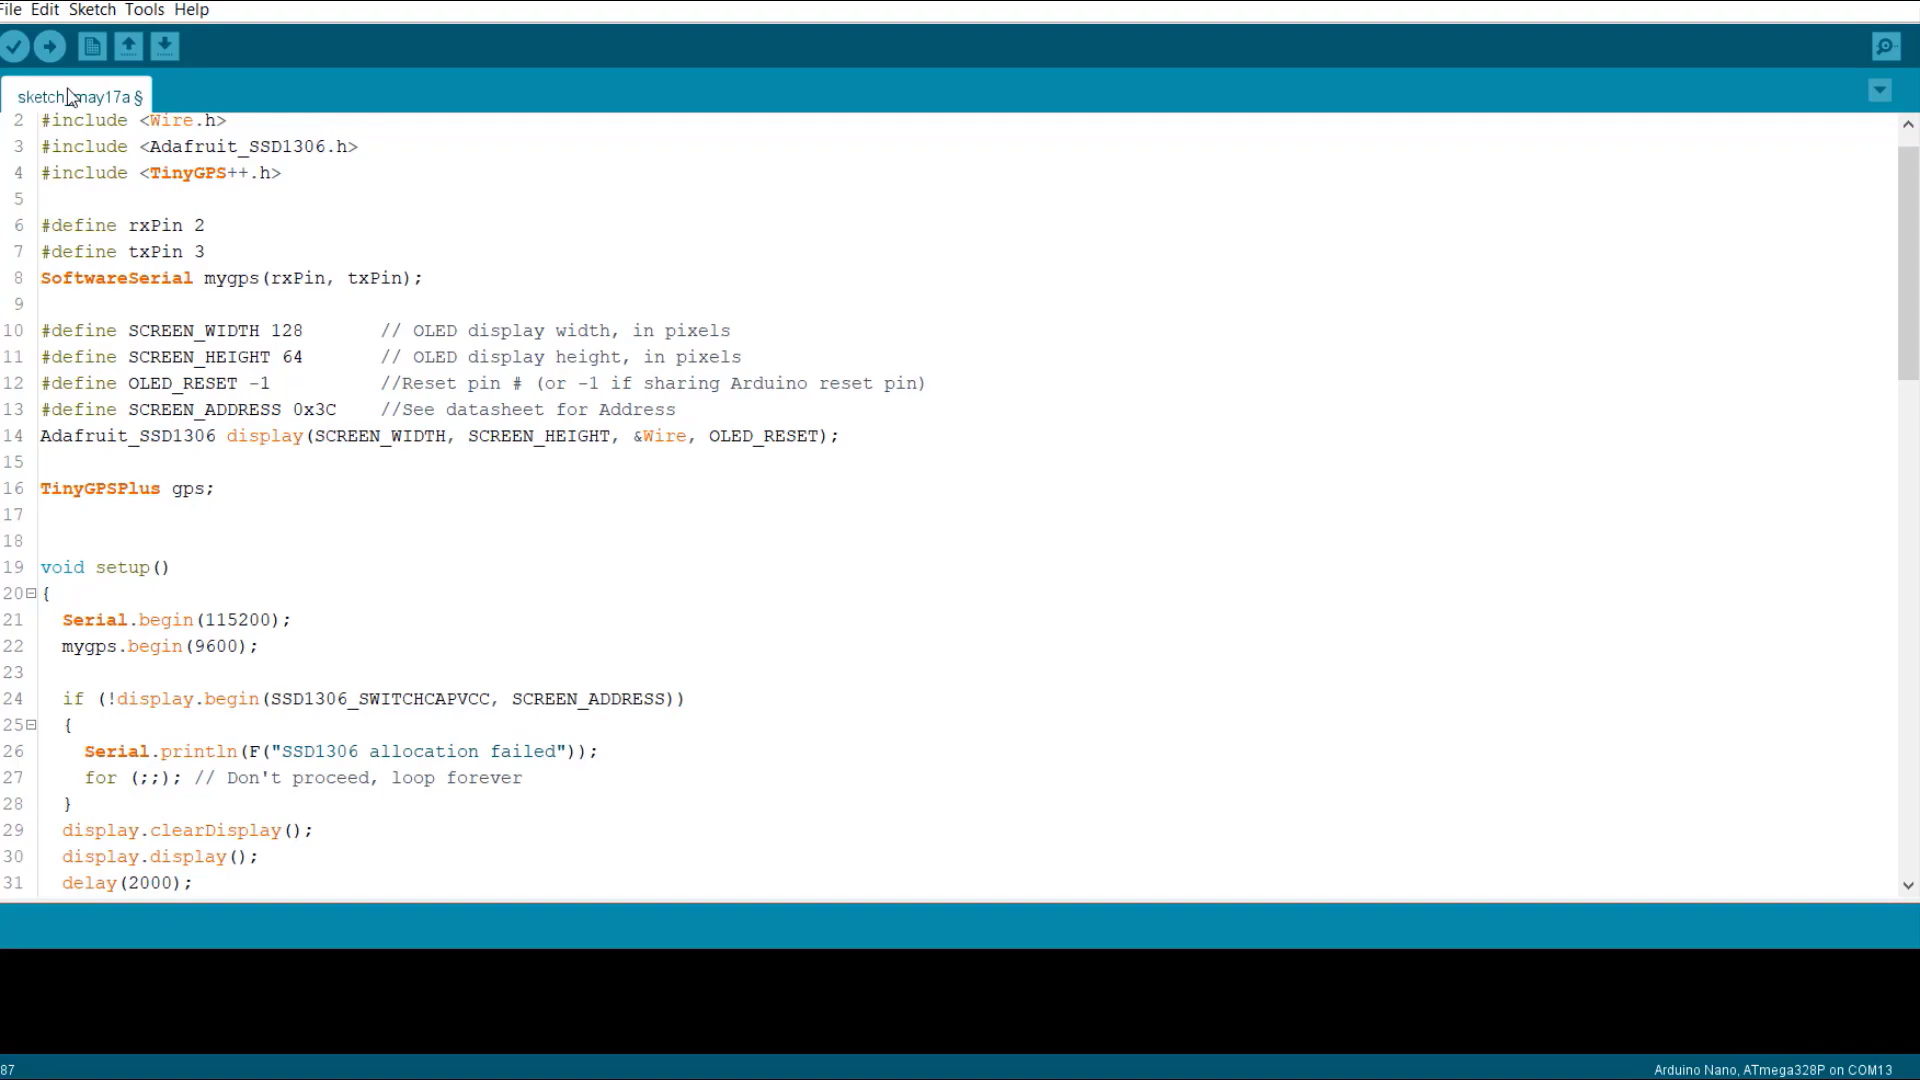 File Edit Sketch Tools Help
sketch_may17a §
2 #include <Wire.h>
3 #include <Adafruit_SSD1306.h>
4 #include <TinyGPS++.h>
5
6 #define rxPin 2
7 #define txPin 3
8 SoftwareSerial mygps(rxPin, txPin);
9
10 #define SCREEN_WIDTH 128 // OLED display width, in pixels
11 #define SCREEN_HEIGHT 64 // OLED display height, in pixels
12 #define OLED_RESET -1 //Reset pin # (or -1 if sharing Arduino reset pin)
13 #define SCREEN_ADDRESS 0x3C //See datasheet for Address
14 Adafruit_SSD1306 display(SCREEN_WIDTH, SCREEN_HEIGHT, &Wire, OLED_RESET);
15
16 TinyGPSPlus gps;
17
18
19 void setup()
20 {
21 Serial.begin(115200);
22 mygps.begin(9600);
23
24 if (!display.begin(SSD1306_SWITCHCAPVCC, SCREEN_ADDRESS))
25 {
26 Serial.println(F("SSD1306 allocation failed"));
27 for (;;); // Don't proceed, loop forever
28 }
29 display.clearDisplay();
30 display.display();
31 delay(2000);
87
Arduino Nano, ATmega328P on COM13